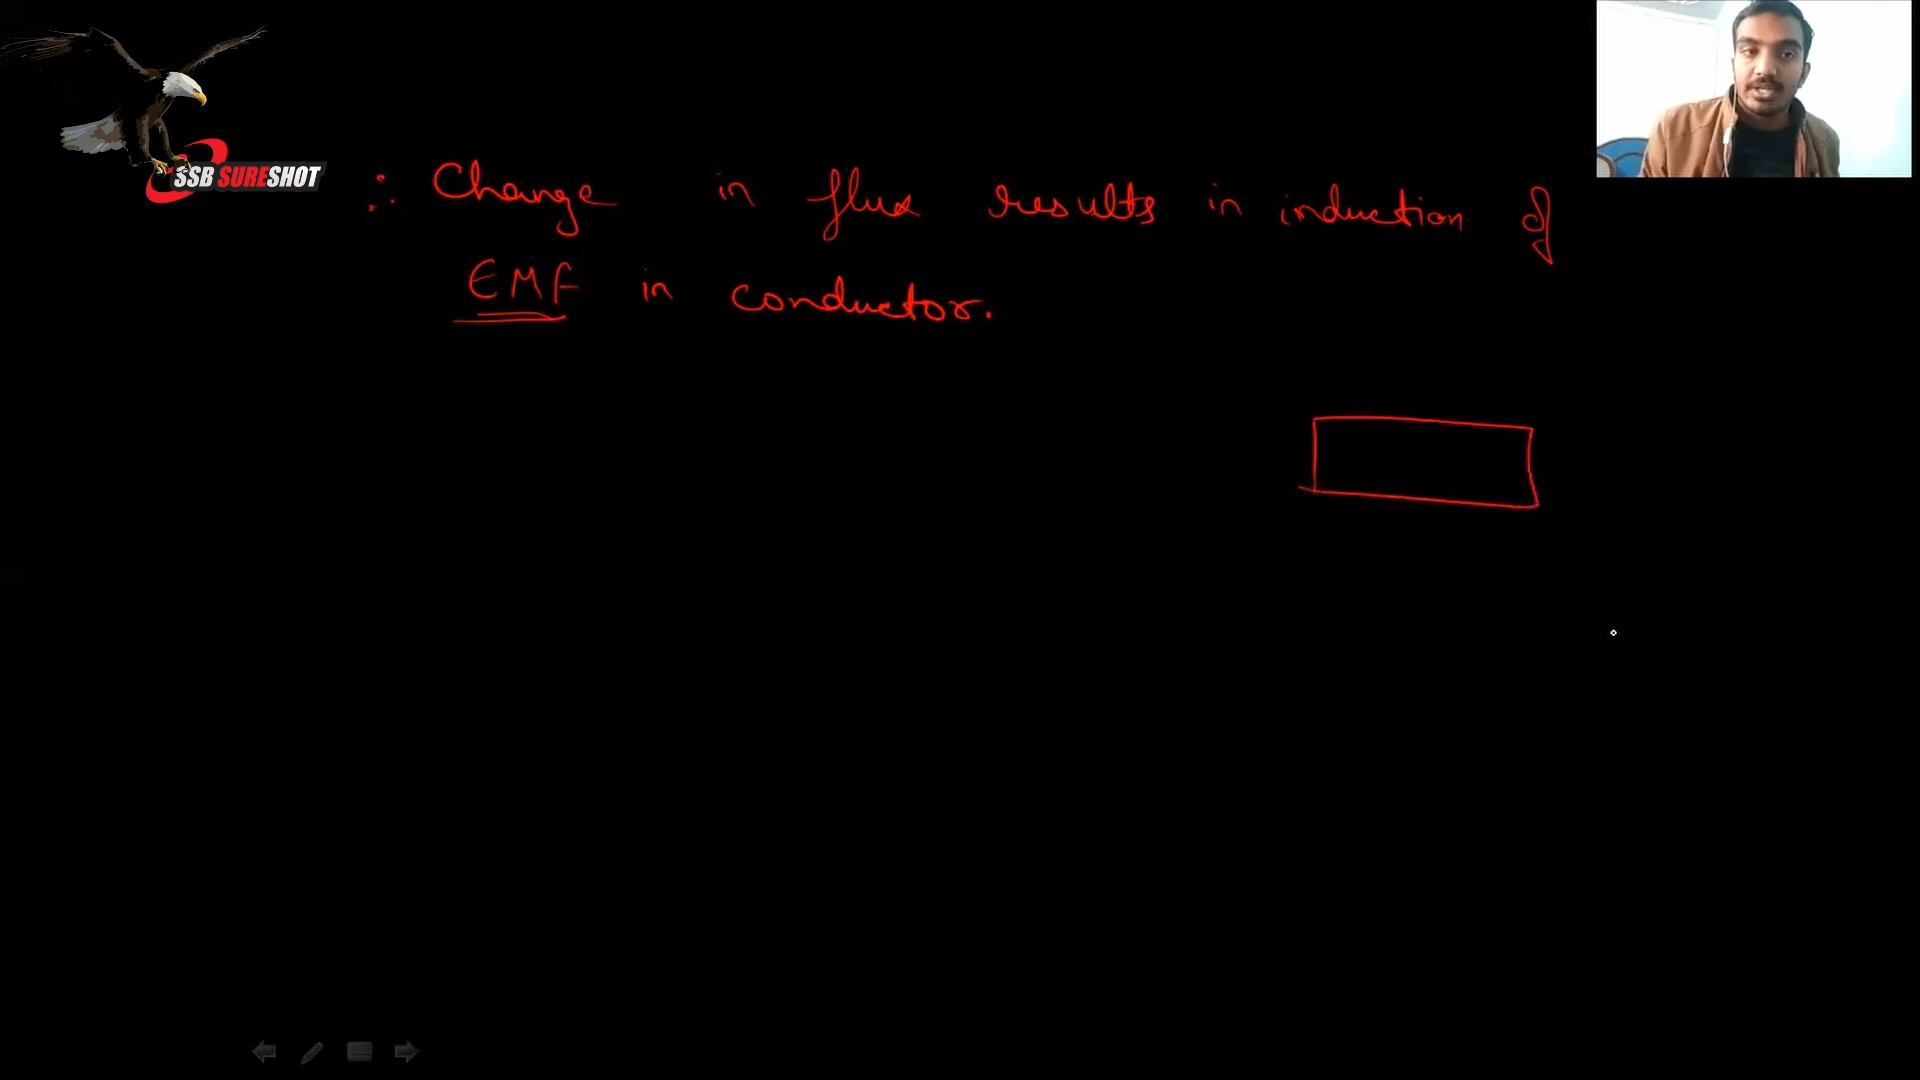 SSB SURESHOT
∴ Change in flux results in induction of
EMF in conductor.